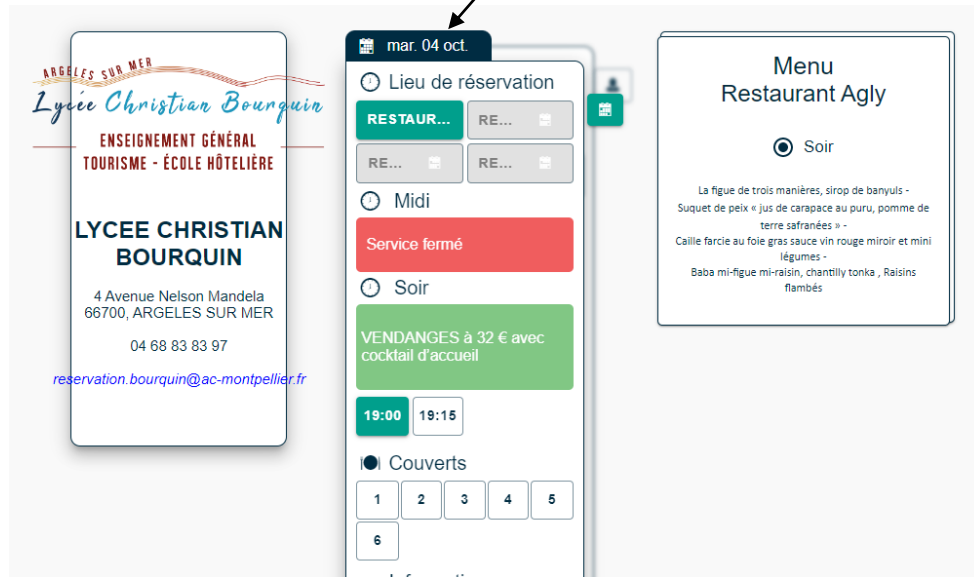 ARGELES SUR MER
Lycée Christian Bourquin
ENSEIGNEMENT GÉNÉRAL
TOURISME - ÉCOLE HÔTELIÈRE
LYCEE CHRISTIAN
BOURQUIN
4 Avenue Nelson Mandela
66700, ARGELES SUR MER
04 68 83 83 97
reservation.bourquin@ac-montpellier.fr
mar. 04 oct.
Lieu de réservation
RESTAUR... RE...
RE... RE...
Midi
Service fermé
Soir
VENDANGES à 32 € avec
cocktail d'accueil
19:00 19:15
Couverts
1 2 3 4 5
6
Menu
Restaurant Agly
Soir
La figue de trois manières, sirop de banyuls -
Suquet de peix « jus de carapace au puru, pomme de
terre safranées » -
Caille farcie au foie gras sauce vin rouge miroir et mini
légumes -
Baba mi-figue mi-raisin, chantilly tonka , Raisins
flambés